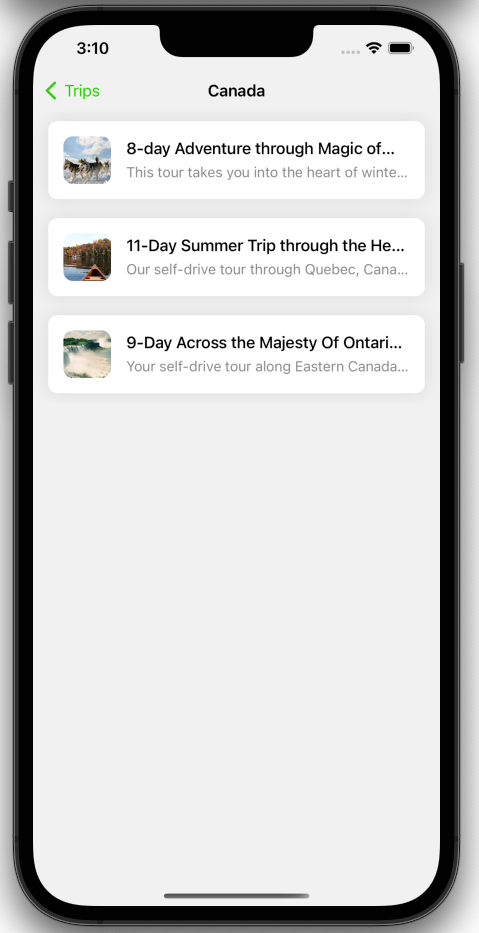 3:10
Trips
Canada
8-day Adventure through Magic of...
This tour takes you into the heart of winte...
11-Day Summer Trip through the He...
Our self-drive tour through Quebec, Cana...
9-Day Across the Majesty Of Ontari...
Your self-drive tour along Eastern Canada...